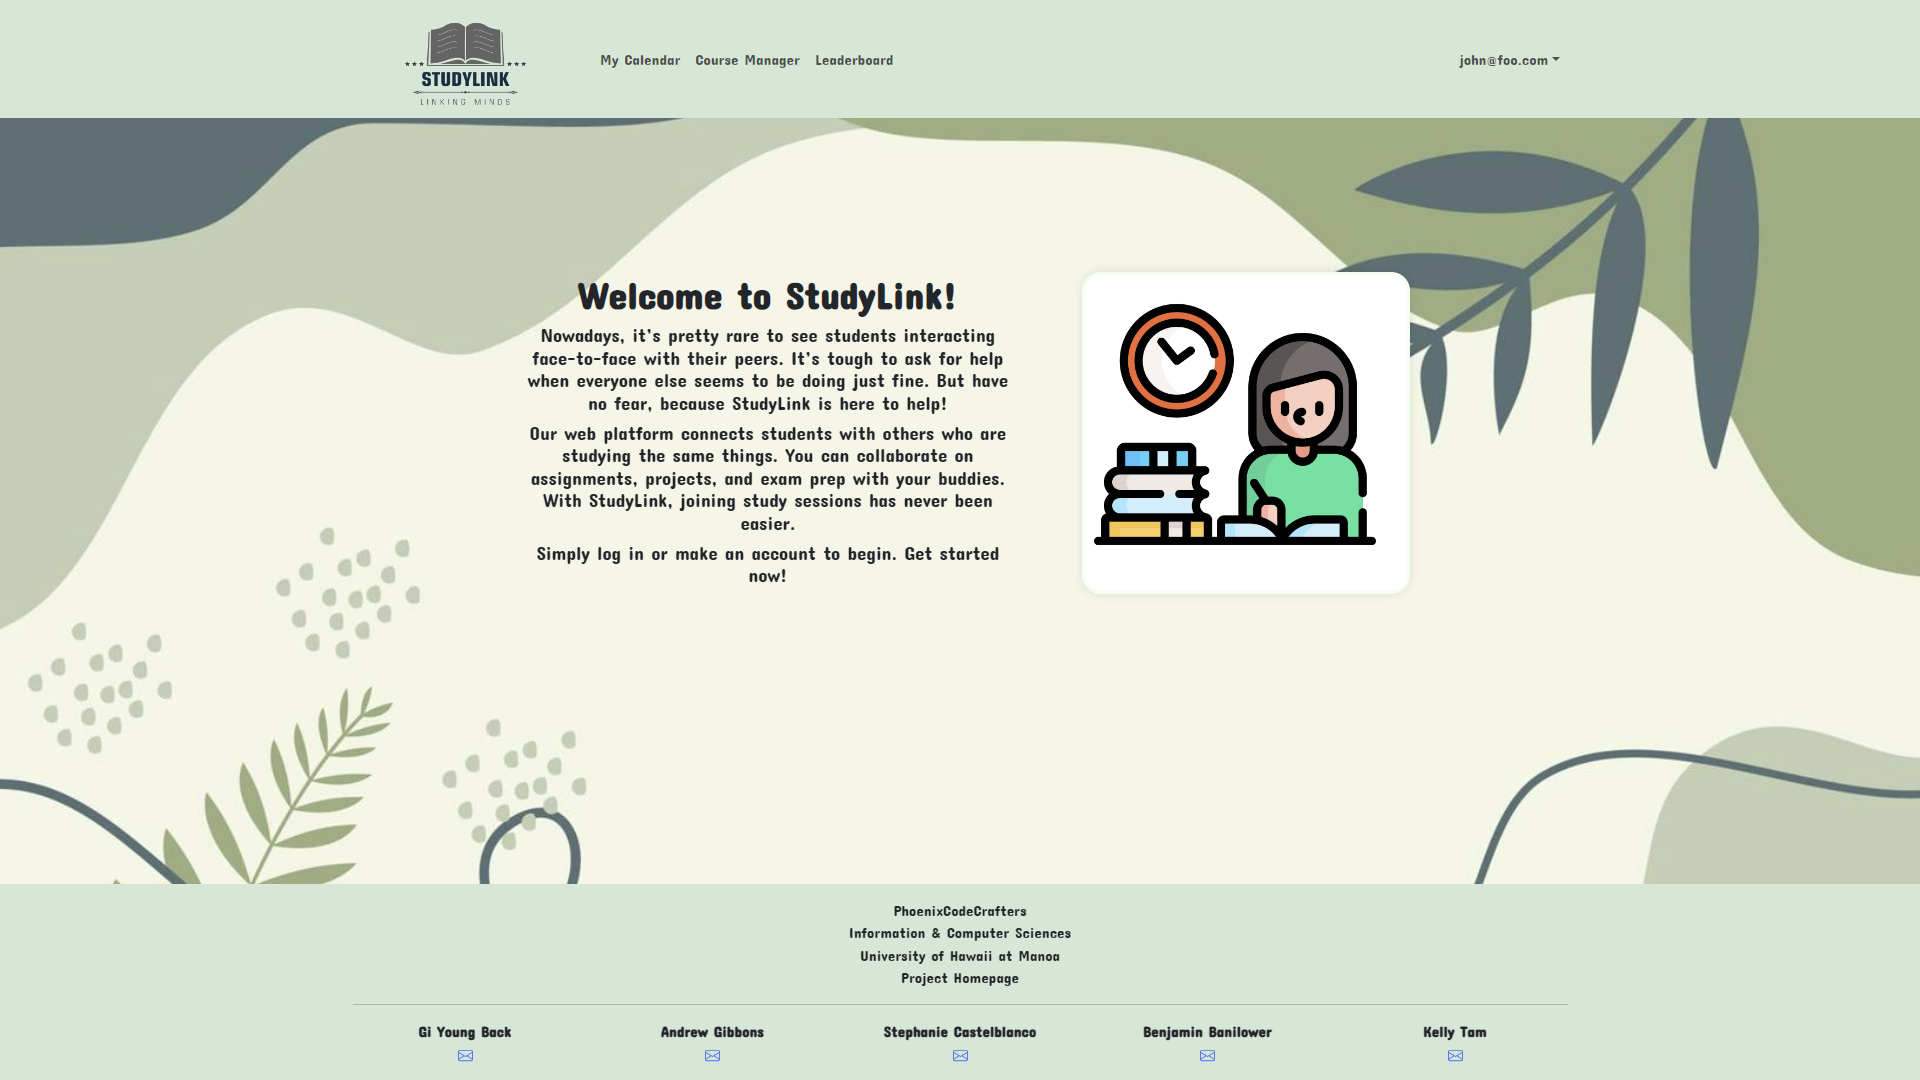 STUDYLINK
LINKING MINDS
My Calendar Course Manager Leaderboard
john@foo.com
Welcome to StudyLink!
Nowadays, it's pretty rare to see students interacting
face-to-face with their peers. It's tough to ask for help
when everyone else seems to be doing just fine. But have
no fear, because StudyLink is here to help!
Our web platform connects students with others who are
studying the same things. You can collaborate on
assignments, projects, and exam prep with your buddies.
With StudyLink, joining study sessions has never been
easier.
Simply log in or make an account to begin. Get started
now!
PhoenixCodeCrafters
Information & Computer Sciences
University of Hawaii at Manoa
Project Homepage
Gi Young Back Andrew Gibbons Stephanie Castelblanco Benjamin Banilower Kelly Tam